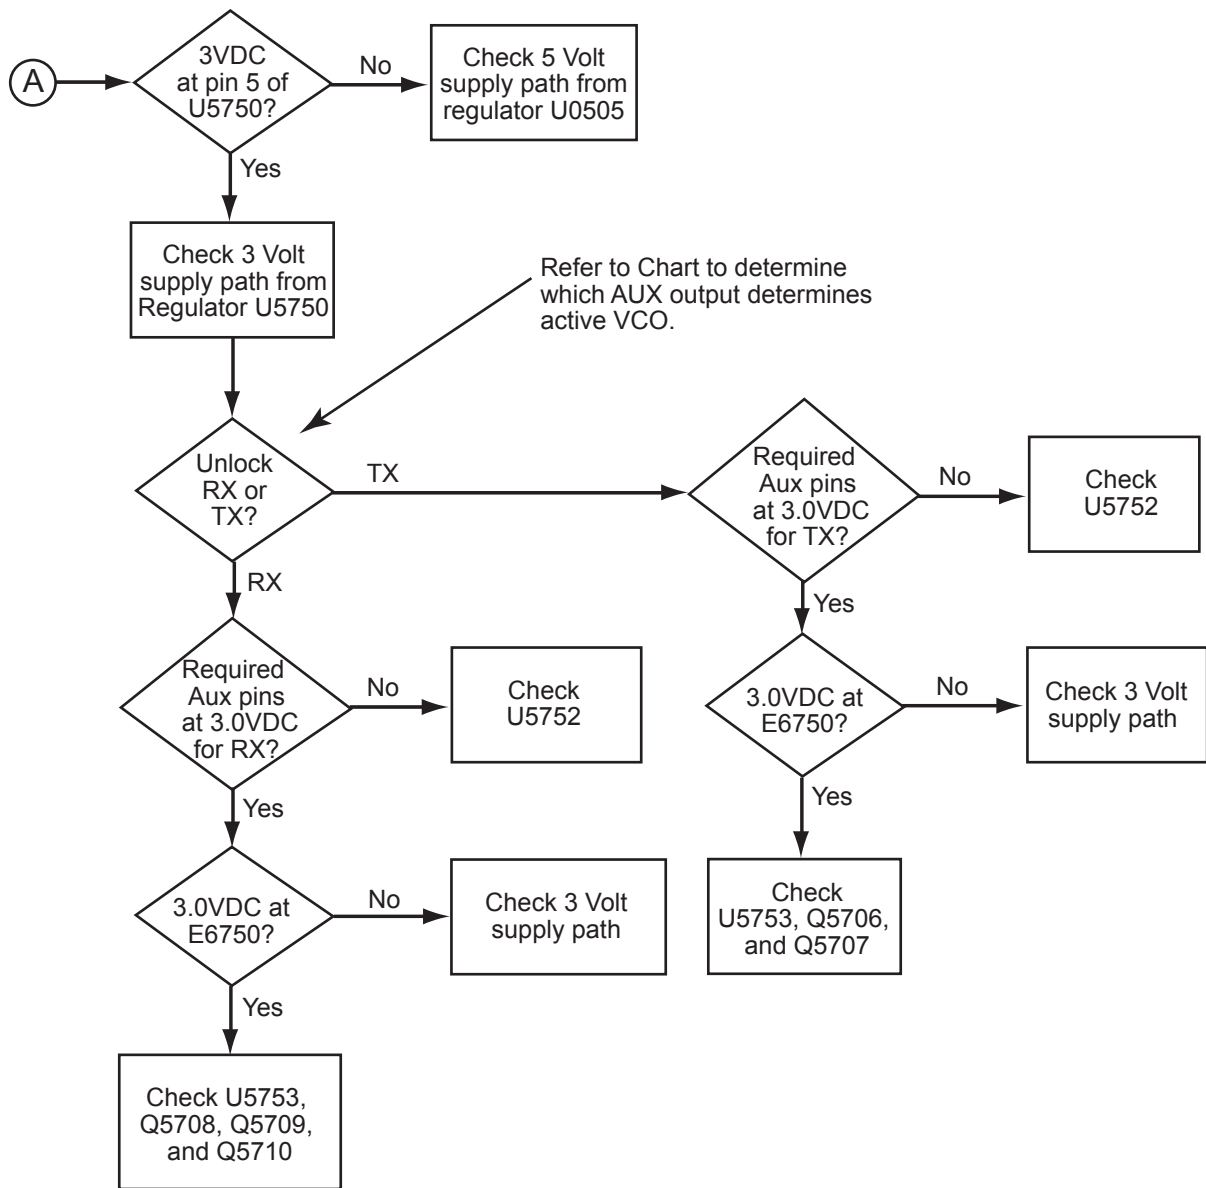 A
3VDC
at pin 5 of
U5750?
No
Check 5 Volt
supply path from
regulator U0505
Yes
Check 3 Volt
supply path from
Regulator U5750
Refer to Chart to determine
which AUX output determines
active VCO.
Unlock
RX or
TX?
TX
Required
Aux pins
at 3.0VDC
for TX?
No
Check
U5752
RX
Yes
Required
Aux pins
at 3.0VDC
for RX?
No
Check
U5752
3.0VDC at
E6750?
No
Check 3 Volt
supply path
Yes
Yes
3.0VDC at
E6750?
No
Check 3 Volt
supply path
Check
U5753, Q5706,
and Q5707
Yes
Check U5753,
Q5708, Q5709,
and Q5710